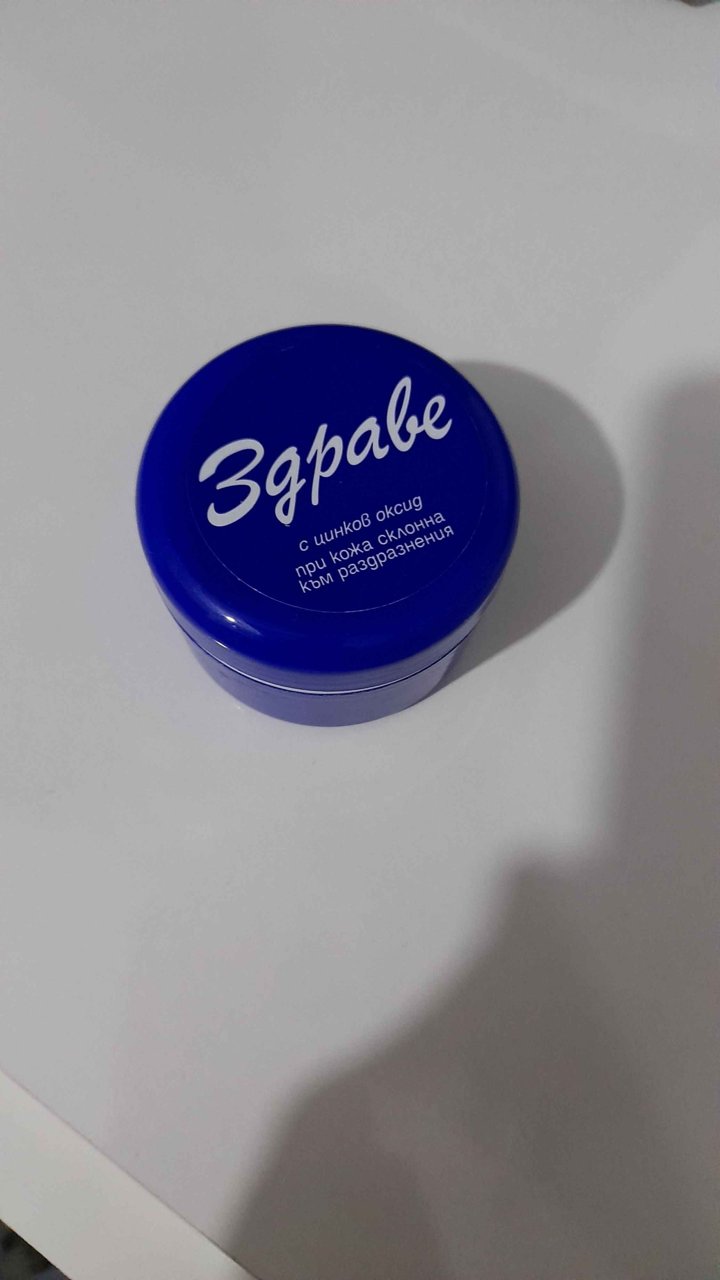 Здраве
с цинков оксид
при кожа склонна
към раздразнения